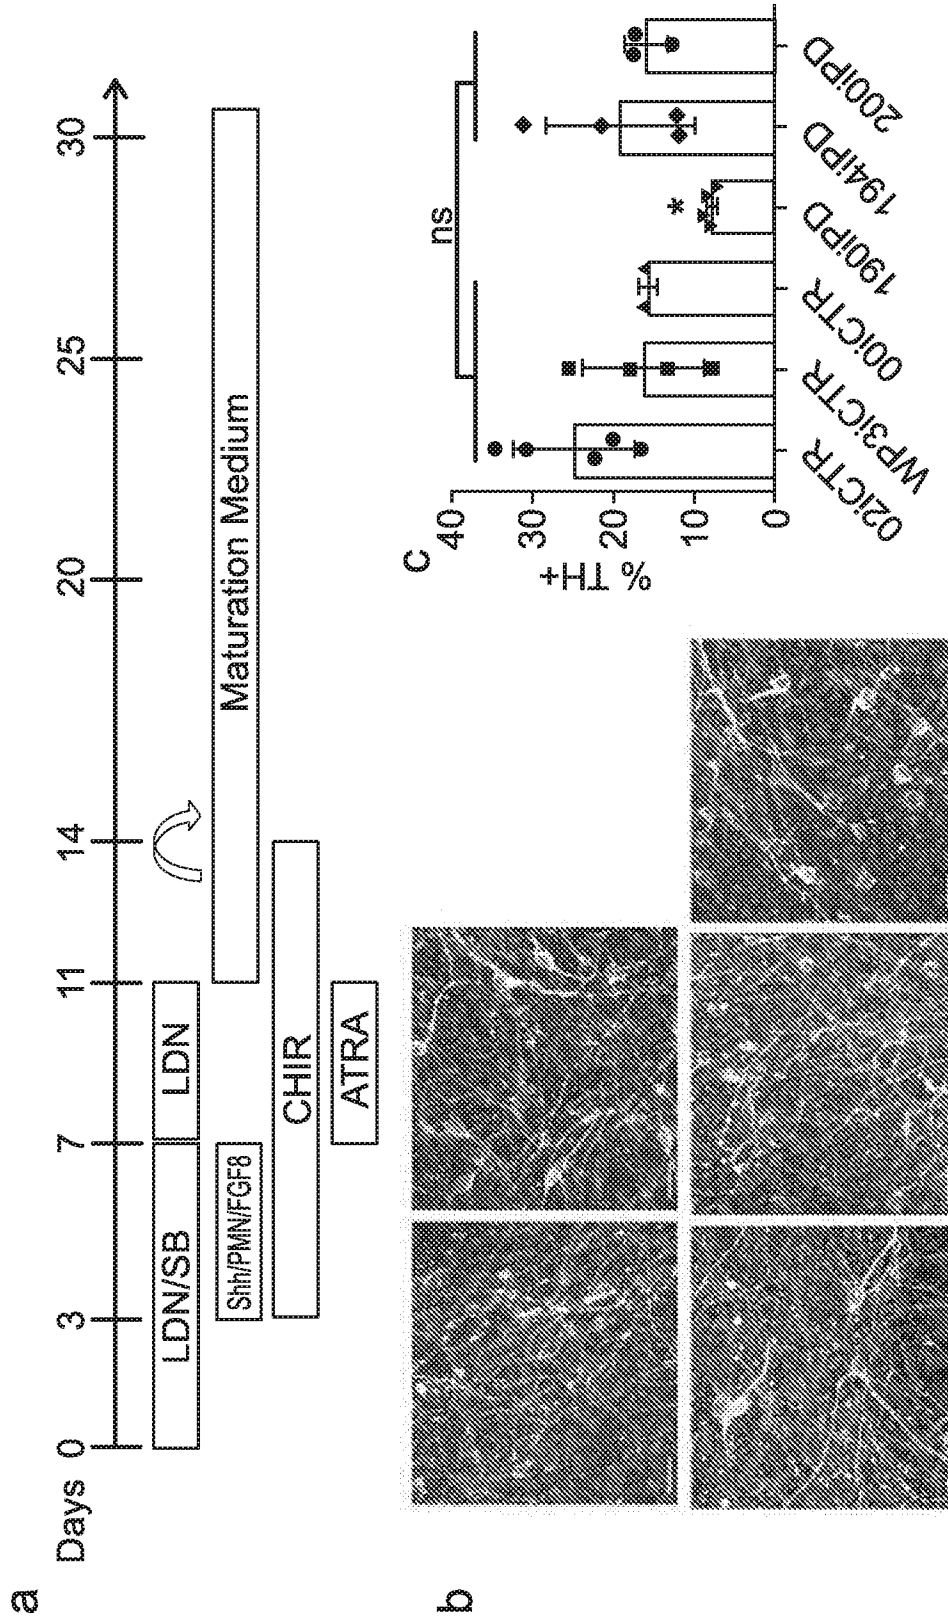 a
Days 0 3 7 11 14 20 25 30
LDN/SB LDN
Shh/PMN/FGF8 Maturation Medium
CHIR
ATRA
b
c
% TH+
40
30
20
10
0
ns
*
02iCTR
WP3iCTR
00iCTR
190iPD
194iPD
200iPD